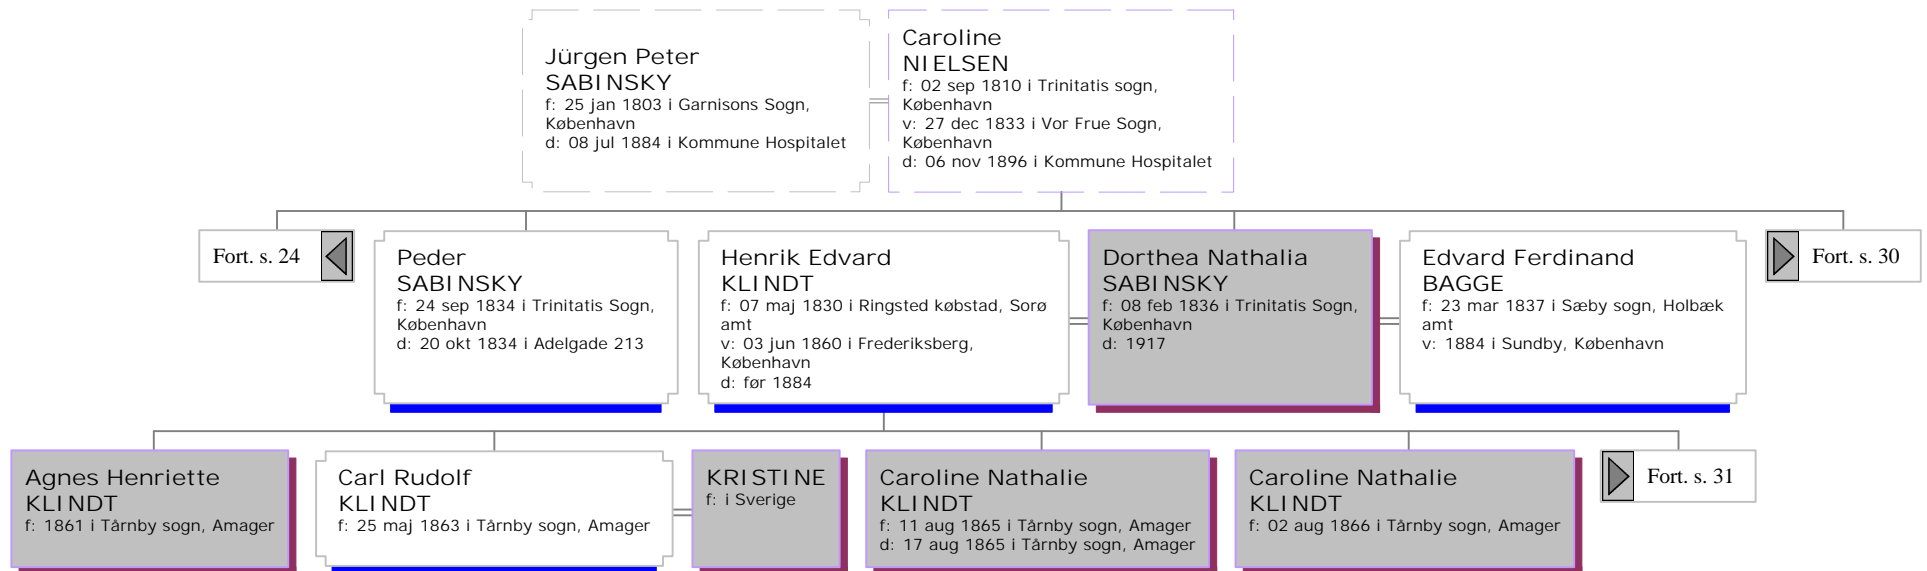 Jürgen Peter
SABINSKY
f: 25 jan 1803 i Garnisons Sogn,
København
d: 08 jul 1884 i Kommune Hospitalet
Caroline
NIELSEN
f: 02 sep 1810 i Trinitatis sogn,
København
v: 27 dec 1833 i Vor Frue Sogn,
København
d: 06 nov 1896 i Kommune Hospitalet
Fort. s. 24
Peder
SABINSKY
f: 24 sep 1834 i Trinitatis Sogn,
København
d: 20 okt 1834 i Adelgade 213
Henrik Edvard
KLINDT
f: 07 maj 1830 i Ringsted købstad, Sorø
amt
v: 03 jun 1860 i Frederiksberg,
København
d: før 1884
Dorthea Nathalia
SABINSKY
f: 08 feb 1836 i Trinitatis Sogn,
København
d: 1917
Edvard Ferdinand
BAGGE
f: 23 mar 1837 i Sæby sogn, Holbæk
amt
v: 1884 i Sundby, København
Fort. s. 30
Agnes Henriette
KLINDT
f: 1861 i Tårnby sogn, Amager
Carl Rudolf
KLINDT
f: 25 maj 1863 i Tårnby sogn, Amager
KRISTINE
f: i Sverige
Caroline Nathalie
KLINDT
f: 11 aug 1865 i Tårnby sogn, Amager
d: 17 aug 1865 i Tårnby sogn, Amager
Caroline Nathalie
KLINDT
f: 02 aug 1866 i Tårnby sogn, Amager
Fort. s. 31